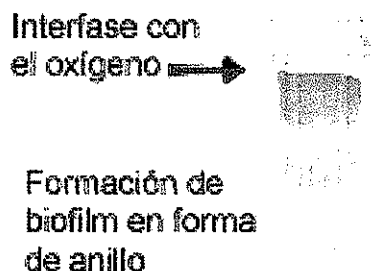 Interfase con
el oxígeno
Formación de
biofilm en forma
de anillo